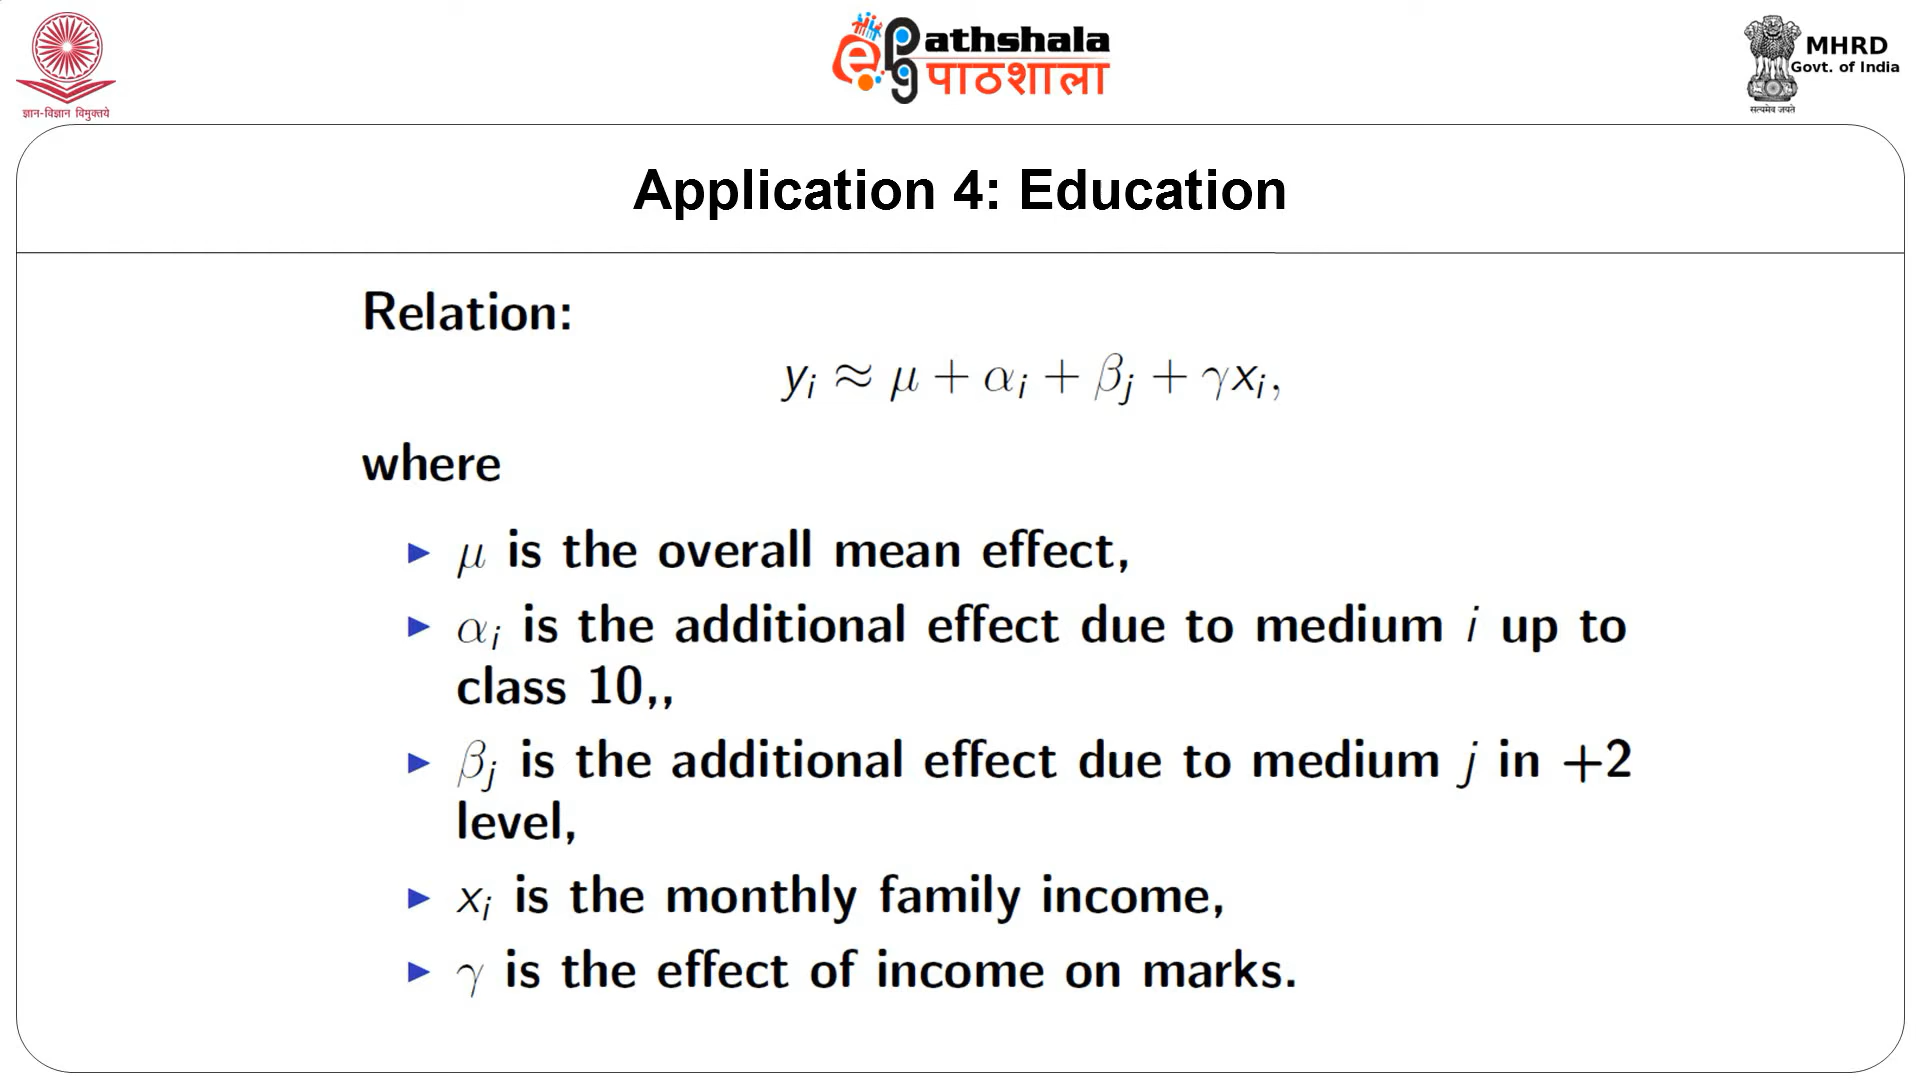 ज्ञान-विज्ञान विमुक्तये
ePG Pathshala
पाठशाला
MHRD
Govt. of India
सत्यमेव जयते
Application 4: Education
Relation:
yᵢ ≈ μ + αᵢ + βⱼ + γxᵢ,
where
▶ μ is the overall mean effect,
▶ αᵢ is the additional effect due to medium i up to
class 10,,
▶ βⱼ is the additional effect due to medium j in +2
level,
▶ xᵢ is the monthly family income,
▶ γ is the effect of income on marks.